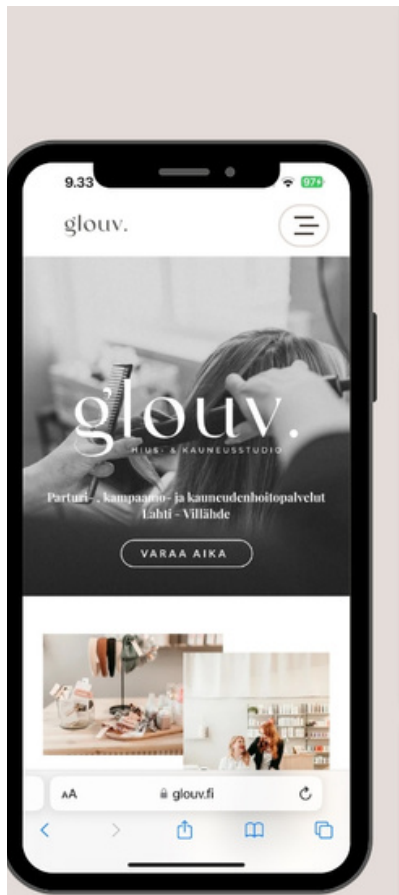 9.33
97
glouv.
glouv.
HIUS- & KAUNEUSSTUDIO
Parturi- , kampaamo- ja kauneudenhoitopalvelut
Lahti - Villähde
VARAA AIKA
AA
glouv.fi